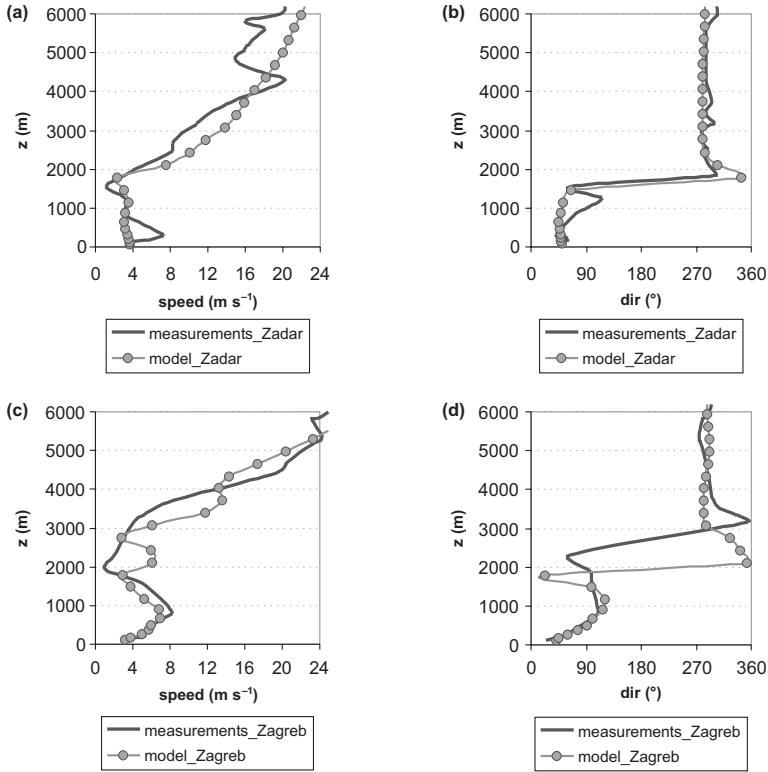 (a)
6000
5000
4000
3000
2000
1000
0
z (m)
0 4 8 12 16 20 24
speed (m s⁻¹)
measurements_Zadar
model_Zadar
(b)
6000
5000
4000
3000
2000
1000
0
z (m)
0 90 180 270 360
dir (°)
measurements_Zadar
model_Zadar
(c)
6000
5000
4000
3000
2000
1000
0
z (m)
0 4 8 12 16 20 24
speed (m s⁻¹)
measurements_Zagreb
model_Zagreb
(d)
6000
5000
4000
3000
2000
1000
0
z (m)
0 90 180 270 360
dir (°)
measurements_Zagreb
model_Zagreb